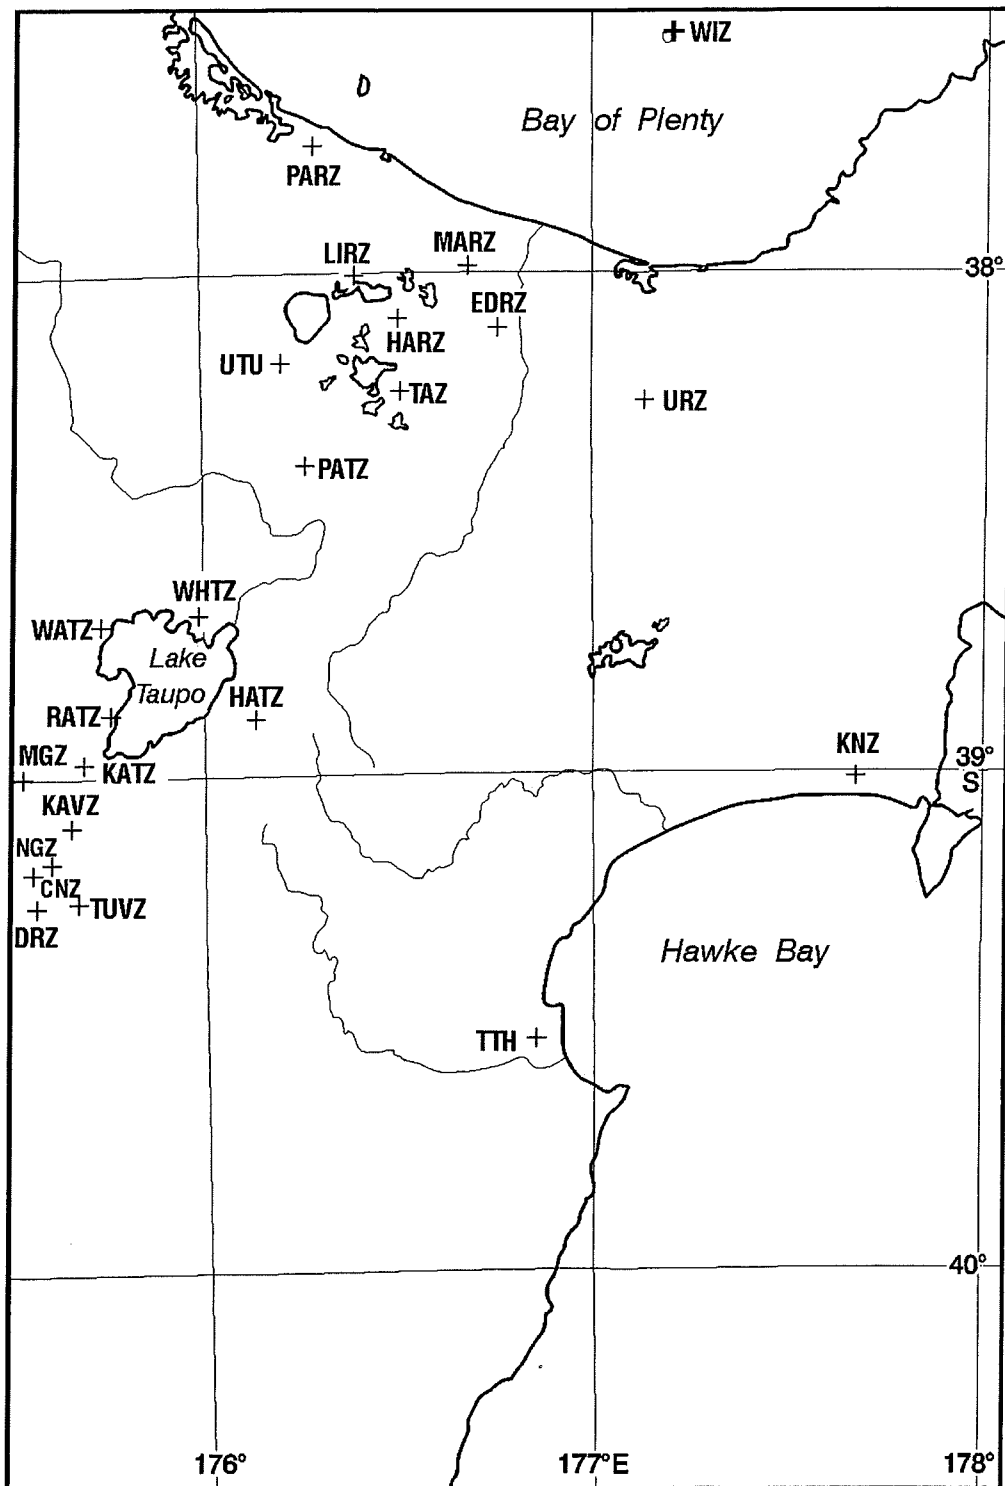 WIZ
Bay of Plenty
PARZ
LIRZ
MARZ
38°
EDRZ
HARZ
UTU
TAZ
URZ
PATZ
WHTZ
WATZ
Lake
Taupo
HATZ
RATZ
KNZ
MGZ
KATZ
39°
S
KAVZ
NGZ
CNZ
TUVZ
DRZ
Hawke Bay
TTH
40°
176°
177°E
178°